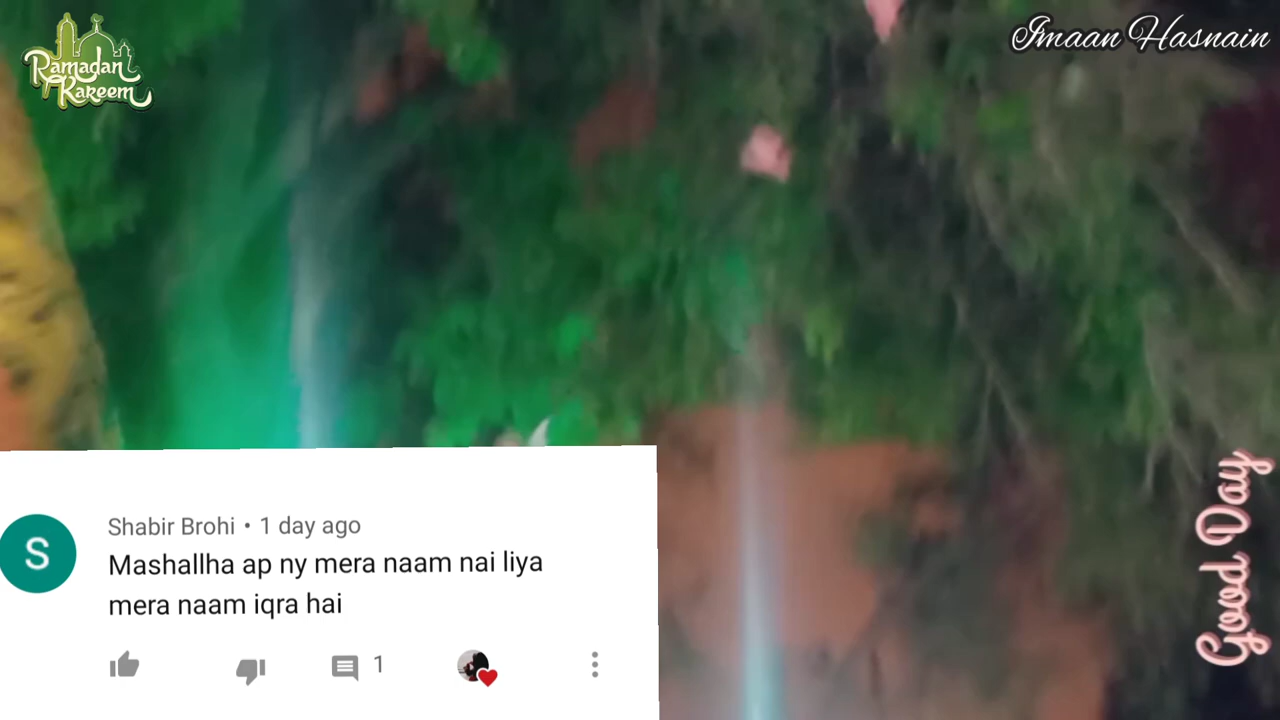 Ramadan
Kareem
Imaan Hasnain
Good Day
Shabir Brohi • 1 day ago
Mashallha ap ny mera naam nai liya
mera naam iqra hai
1
S